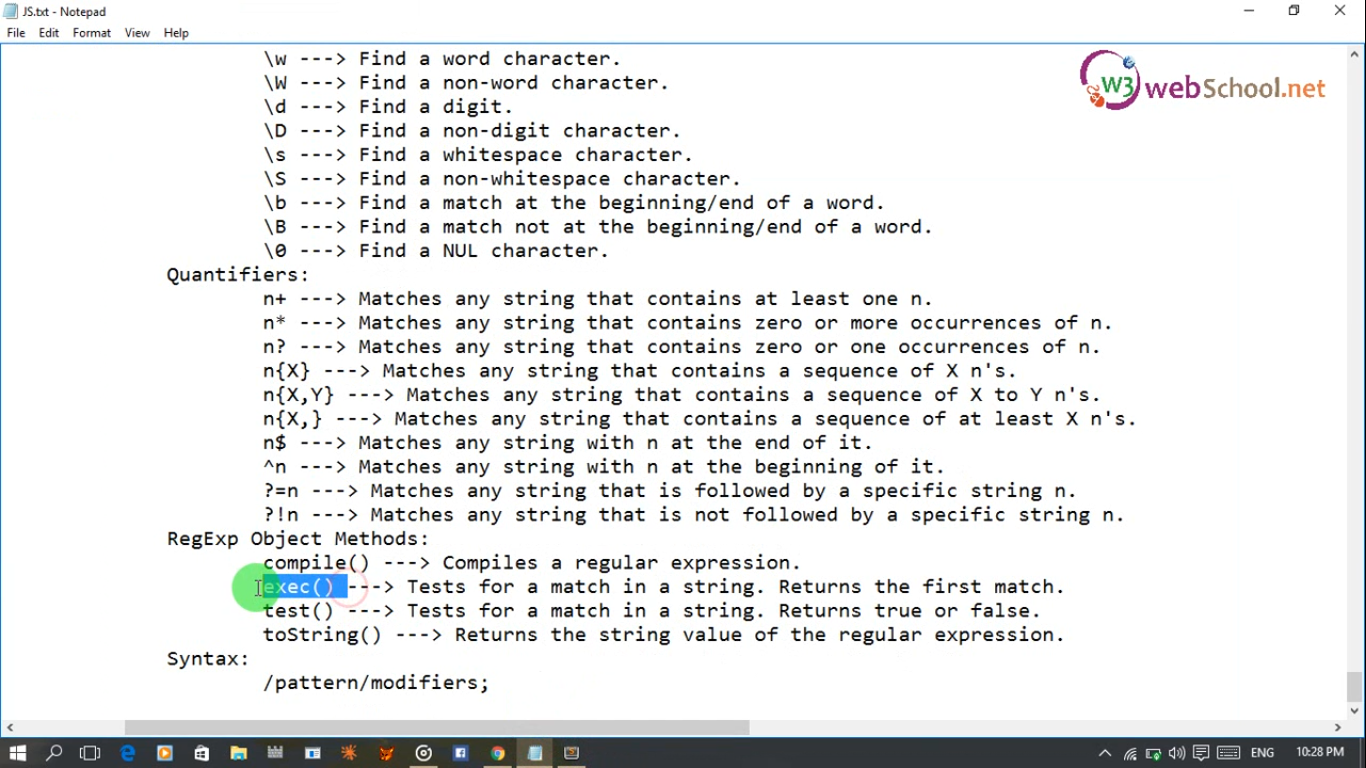 JS.txt - Notepad
File Edit Format View Help
W3 webSchool.net
\w ---> Find a word character.
\W ---> Find a non-word character.
\d ---> Find a digit.
\D ---> Find a non-digit character.
\s ---> Find a whitespace character.
\S ---> Find a non-whitespace character.
\b ---> Find a match at the beginning/end of a word.
\B ---> Find a match not at the beginning/end of a word.
\0 ---> Find a NUL character.
Quantifiers:
n+ ---> Matches any string that contains at least one n.
n* ---> Matches any string that contains zero or more occurrences of n.
n? ---> Matches any string that contains zero or one occurrences of n.
n{X} ---> Matches any string that contains a sequence of X n's.
n{X,Y} ---> Matches any string that contains a sequence of X to Y n's.
n{X,} ---> Matches any string that contains a sequence of at least X n's.
n$ ---> Matches any string with n at the end of it.
^n ---> Matches any string with n at the beginning of it.
?=n ---> Matches any string that is followed by a specific string n.
?!n ---> Matches any string that is not followed by a specific string n.
RegExp Object Methods:
compile() ---> Compiles a regular expression.
exec() ---> Tests for a match in a string. Returns the first match.
test() ---> Tests for a match in a string. Returns true or false.
toString() ---> Returns the string value of the regular expression.
Syntax:
/pattern/modifiers;
ENG 10:28 PM